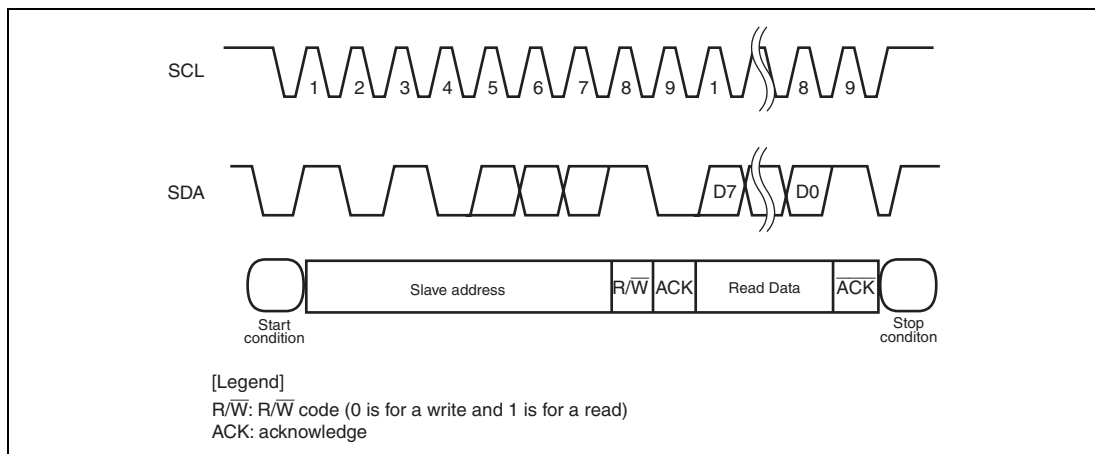 SCL
1 2 3 4 5 6 7 8 9 1 8 9
SDA
D7 D0
Slave address R/W̅ ACK Read Data A̅C̅K̅
Start
condition
Stop
conditon
[Legend]
R/W̅: R/W̅ code (0 is for a write and 1 is for a read)
ACK: acknowledge